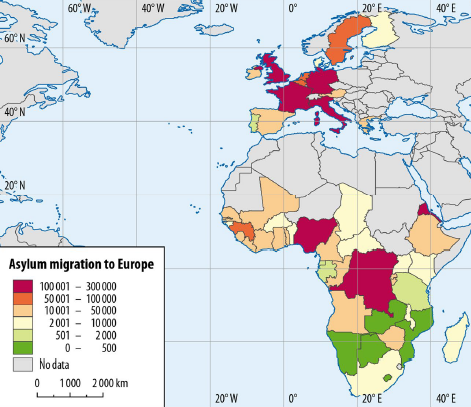 60° W 40° W 20° W 0° 20° E 40° E
60° N
40° N
20° N
Asylum migration to Europe
100 001 – 300 000
50 001 – 100 000
10 001 – 50 000
2 001 – 10 000
501 – 2 000
0 – 500
No data
0 1 000 2 000 km
20° W 0° 20° E 40° E